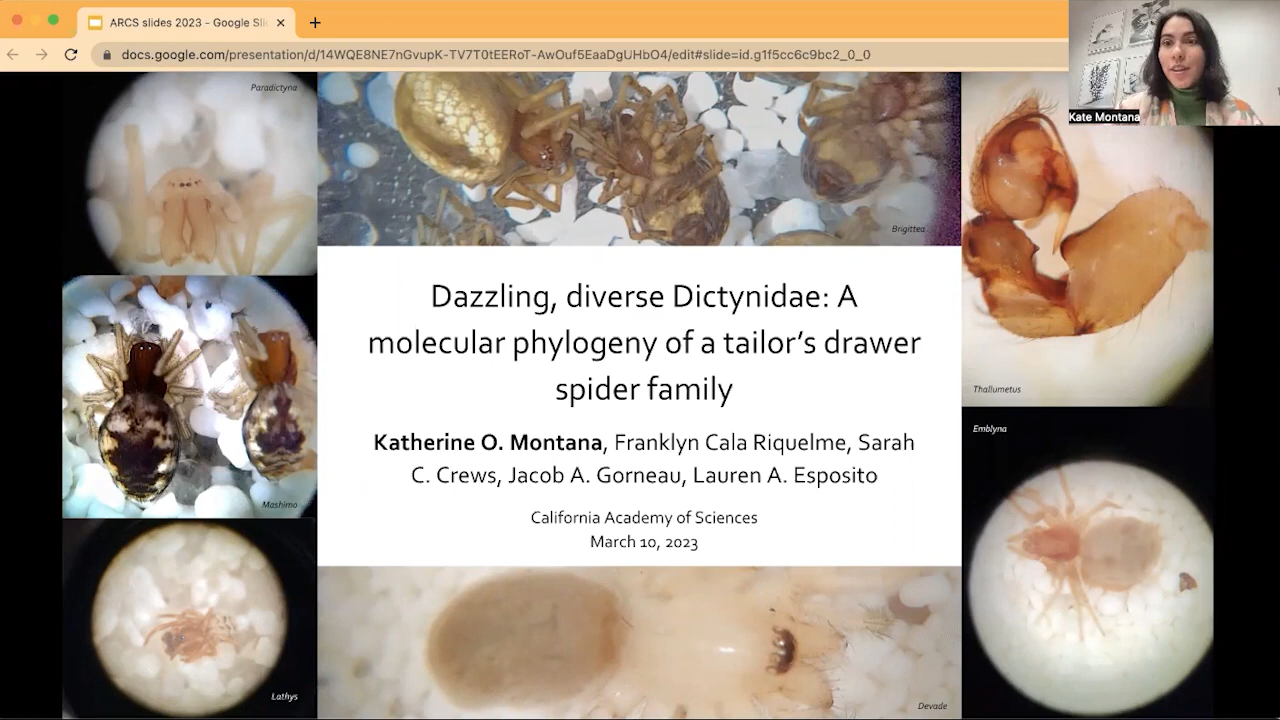 ARCS slides 2023 - Google Sli
docs.google.com/presentation/d/14WQE8NE7nGvupK-TV7T0tEERoT-AwOuf5EaaDgUHbO4/edit#slide=id.g1f5cc6c9bc2_0_0
Kate Montana
Paradictyna
Brigittea
Dazzling, diverse Dictynidae: A
molecular phylogeny of a tailor's drawer
spider family
Katherine O. Montana, Franklyn Cala Riquelme, Sarah
C. Crews, Jacob A. Gorneau, Lauren A. Esposito
California Academy of Sciences
March 10, 2023
Thallumetus
Emblyna
Mashimo
Lathys
Devade